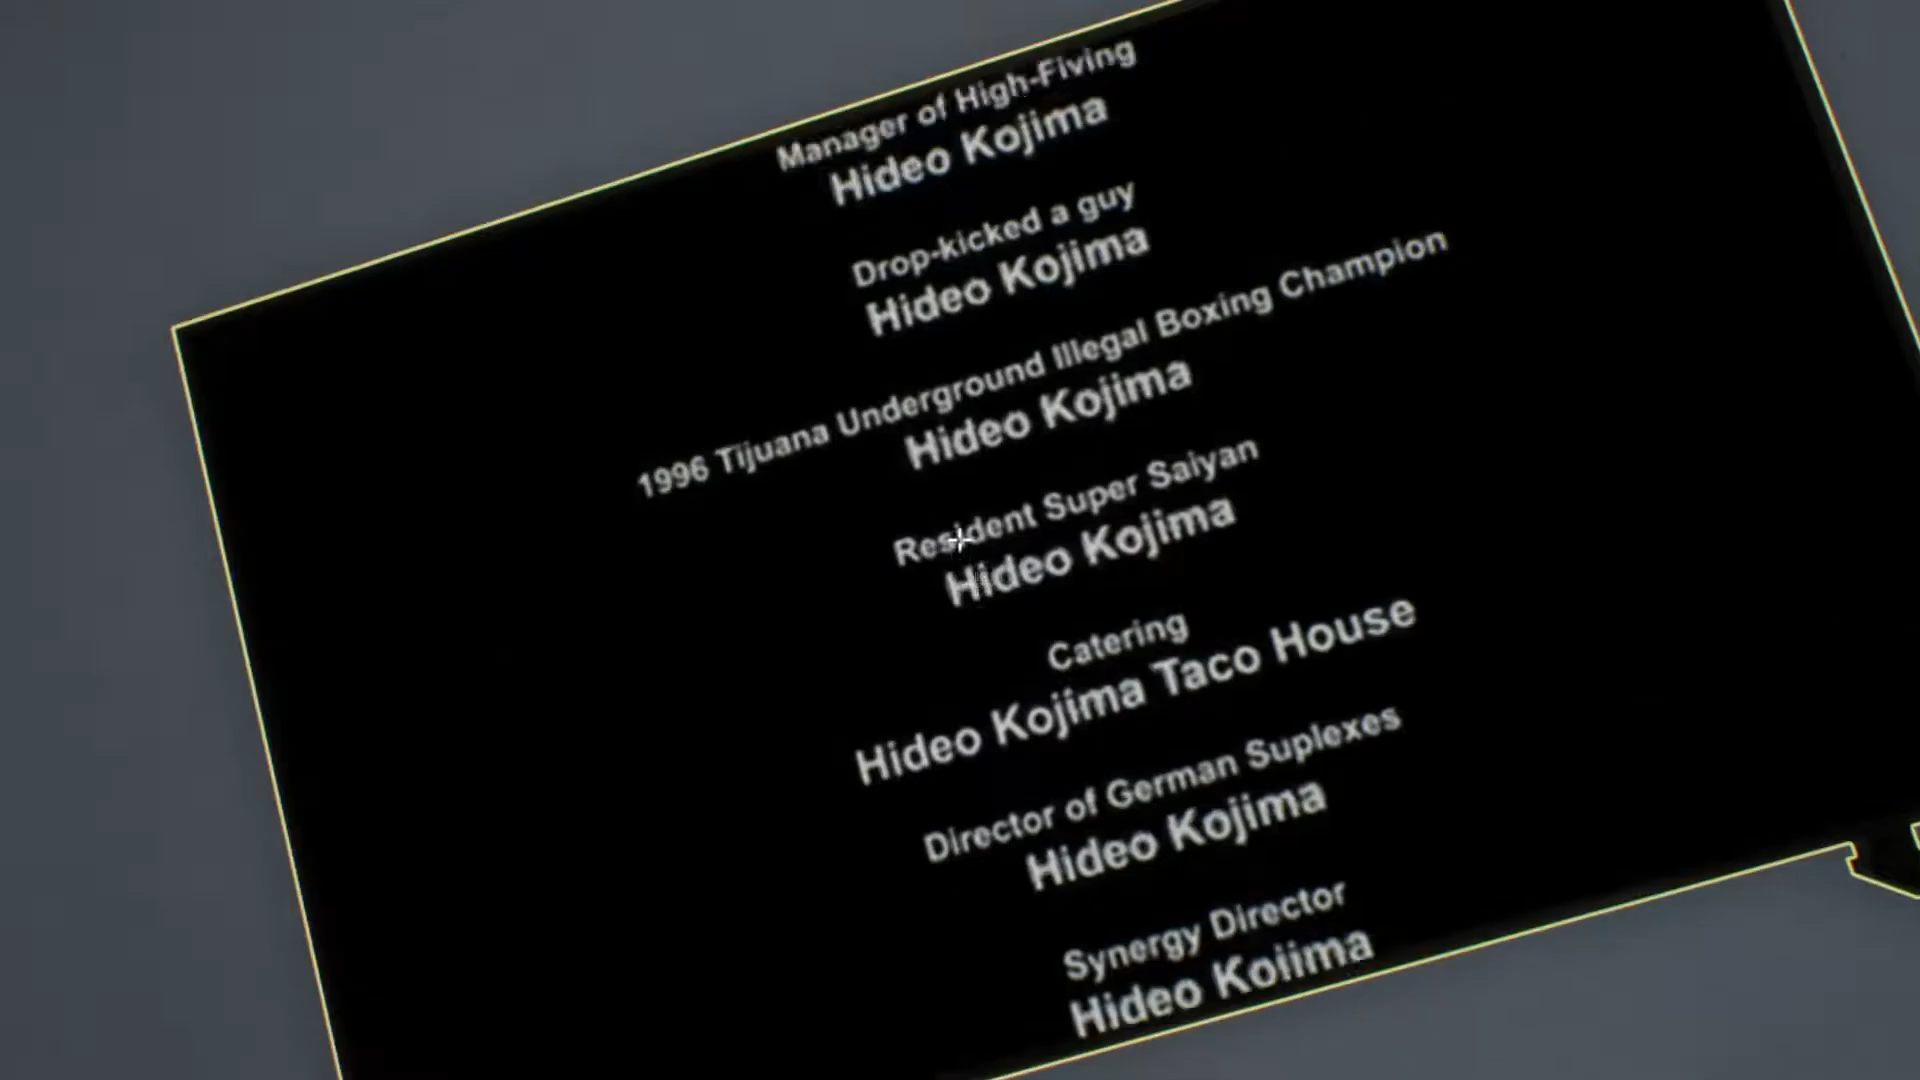 Manager of High-Fiving
Hideo Kojima
Drop-kicked a guy
Hideo Kojima
1996 Tijuana Underground Illegal Boxing Champion
Hideo Kojima
Resident Super Saiyan
Hideo Kojima
Catering
Hideo Kojima Taco House
Director of German Suplexes
Hideo Kojima
Synergy Director
Hideo Kojima